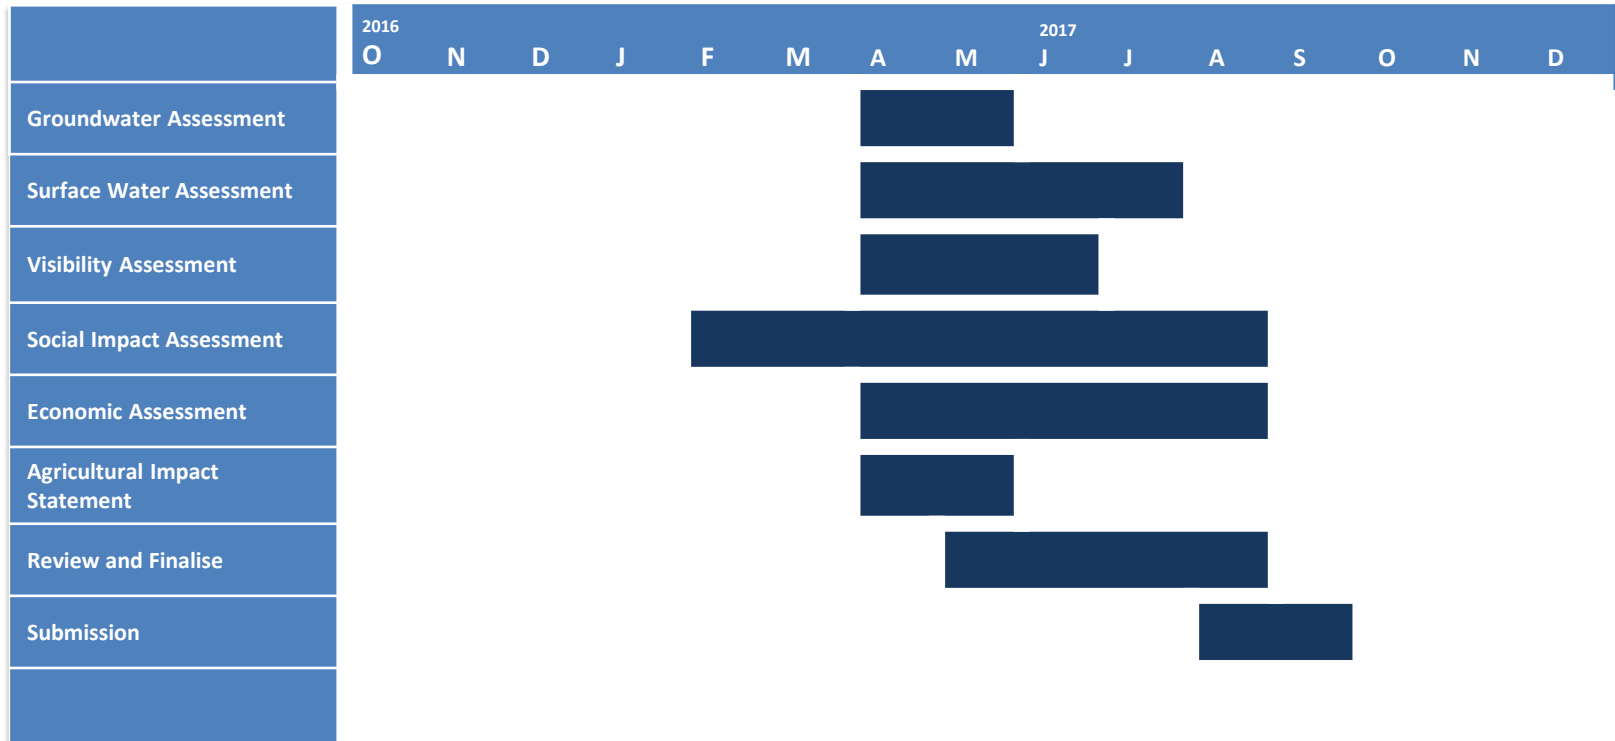 2016
2017
O N D J F M A M J J A S O N D
Groundwater Assessment
Surface Water Assessment
Visibility Assessment
Social Impact Assessment
Economic Assessment
Agricultural Impact
Statement
Review and Finalise
Submission